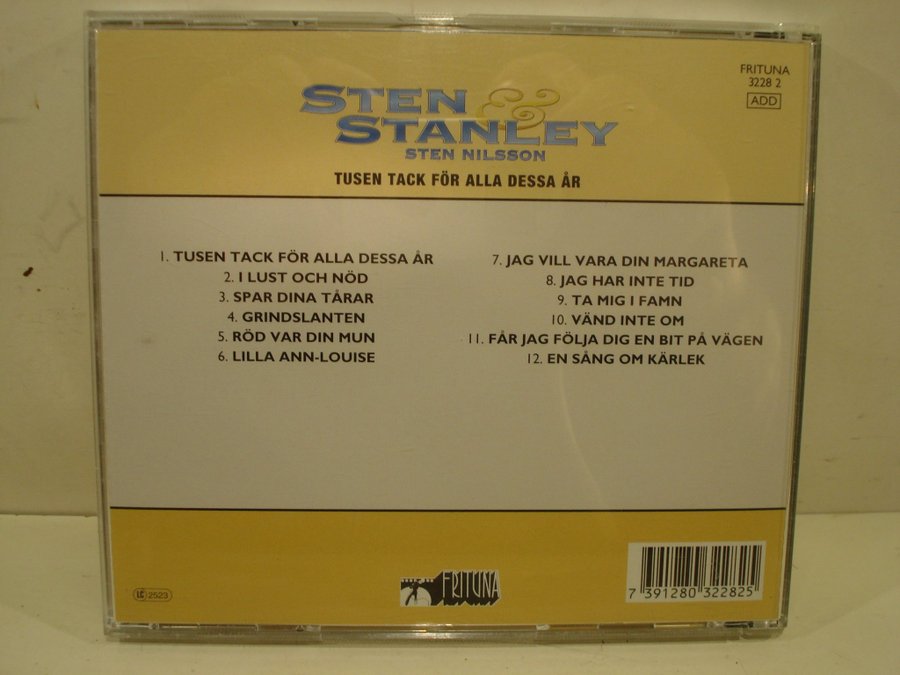 FRITUNA
3228 2
ADD
STEN &
STANLEY
STEN NILSSON
TUSEN TACK FÖR ALLA DESSA ÅR
1. TUSEN TACK FÖR ALLA DESSA ÅR
2. I LUST OCH NÖD
3. SPAR DINA TÅRAR
4. GRINDSLANTEN
5. RÖD VAR DIN MUN
6. LILLA ANN-LOUISE
7. JAG VILL VARA DIN MARGARETA
8. JAG HAR INTE TID
9. TA MIG I FAMN
10. VÄND INTE OM
11. FÅR JAG FÖLJA DIG EN BIT PÅ VÄGEN
12. EN SÅNG OM KÄRLEK
LC 2523
FRITUNA
7 391280 322825